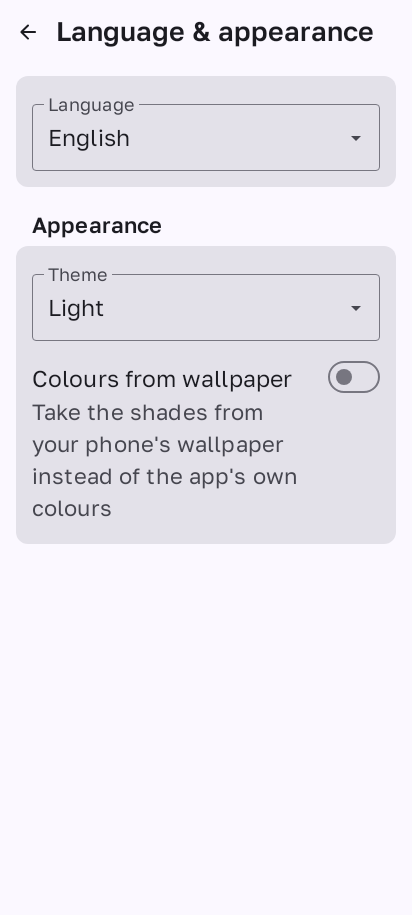 Language & appearance
Language
English
Appearance
Theme
Light
Colours from wallpaper
Take the shades from
your phone's wallpaper
instead of the app's own
colours